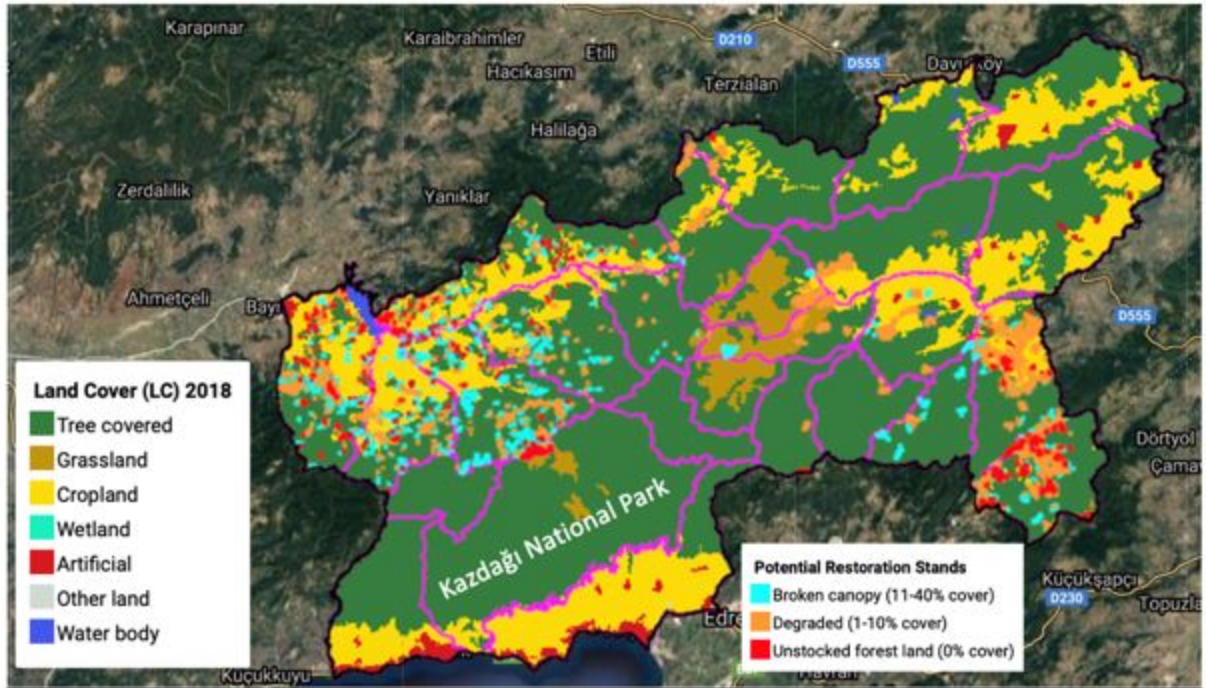 Karapınar
Karaibrahimler
Etili
D210
Hacıkasım
D555
Terzialan
Halilağa
Zerdalilik
Yanıklar
Ahmetçeli
D555
Land Cover (LC) 2018
Tree covered
Grassland
Cropland
Wetland
Artificial
Other land
Water body
Dörtyol
Kazdağı National Park
Potential Restoration Stands
Broken canopy (11-40% cover)
Degraded (1-10% cover)
Unstocked forest land (0% cover)
Küçükşapçı
D230
Topuzla
Edre
Küçükkuyu